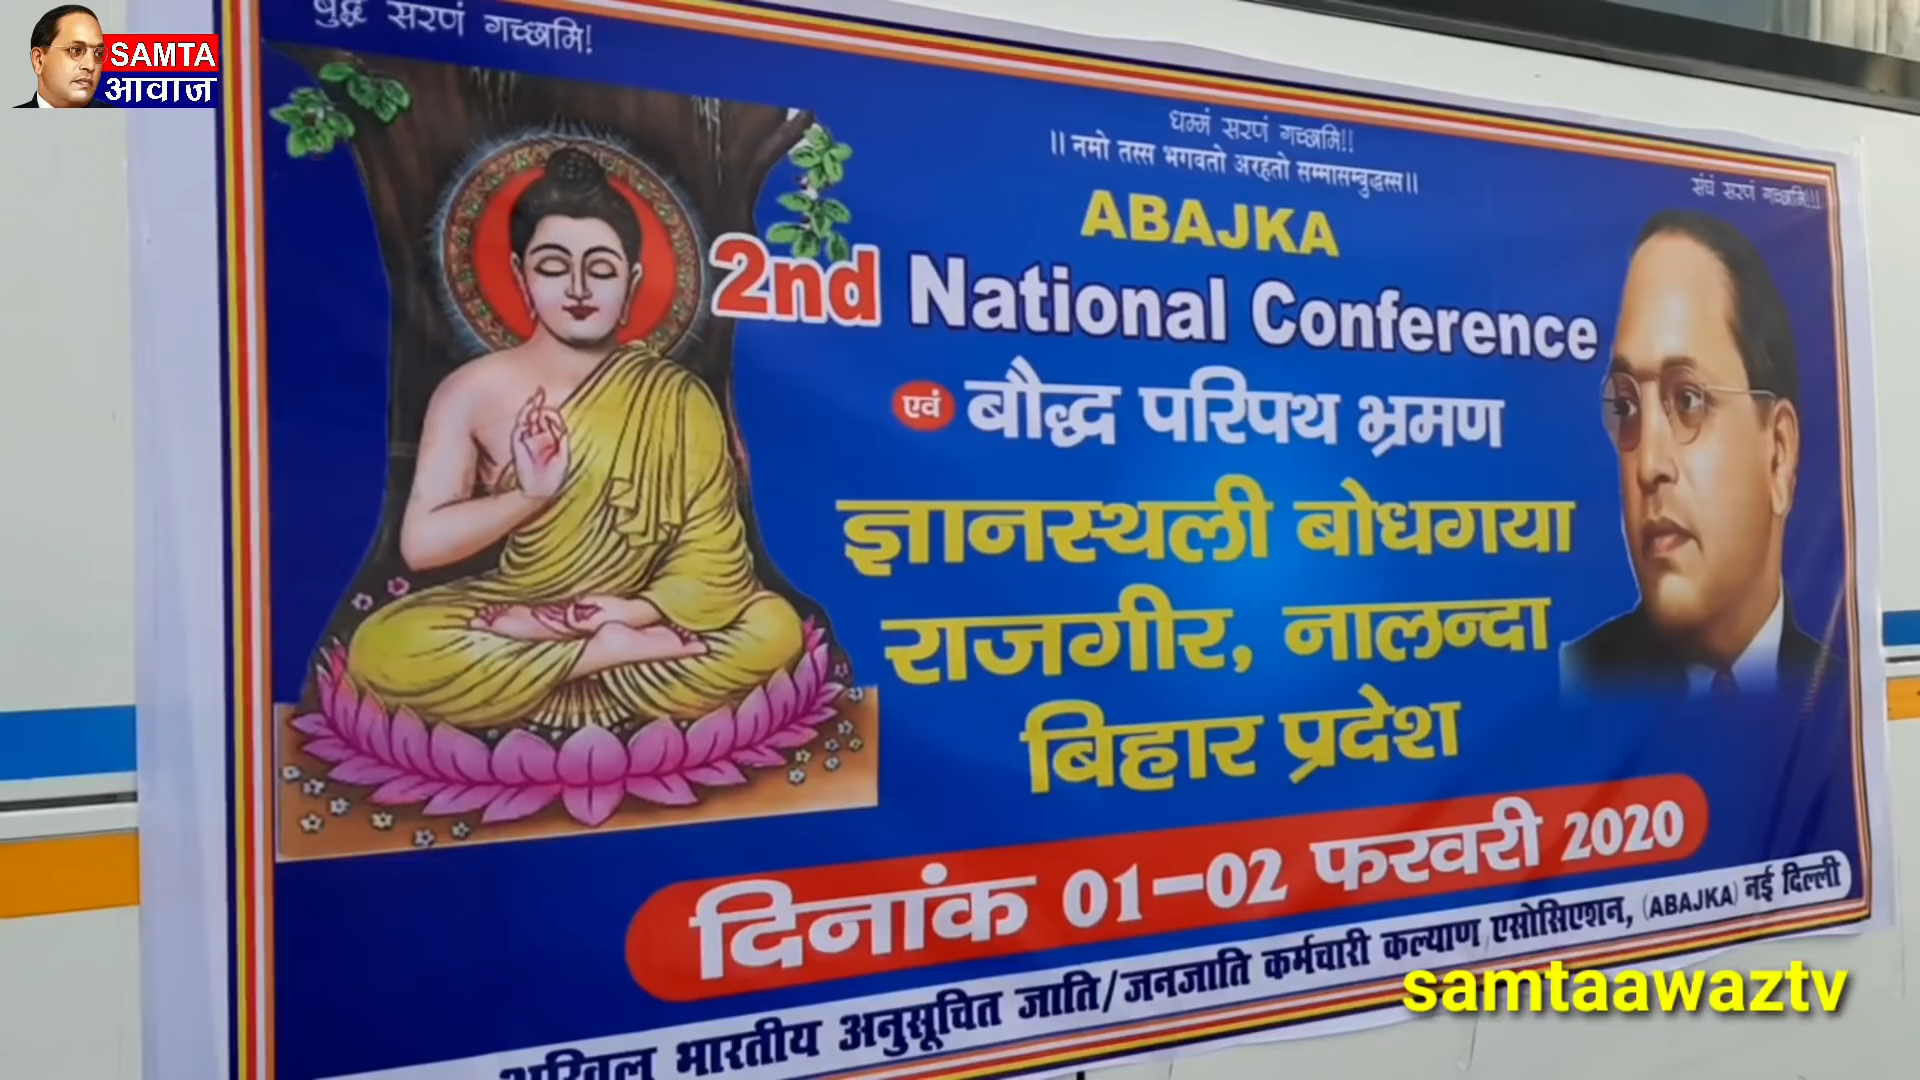 SAMTA
आवाज
बुद्धं सरणं गच्छामि!
धम्मं सरणं गच्छामि!!
संघं सरणं गच्छामि!!!
|| नमो तस्स भगवतो अरहतो सम्मासम्बुद्धस्स||
ABAJKA
2nd National Conference
एवं बौद्ध परिपथ भ्रमण
ज्ञानस्थली बोधगया
राजगीर, नालन्दा
बिहार प्रदेश
दिनांक 01-02 फरवरी 2020
अखिल भारतीय अनुसूचित जाति/जनजाति कर्मचारी कल्याण एसोसिएशन, (ABAJKA) नई दिल्ली
samtaawaztv